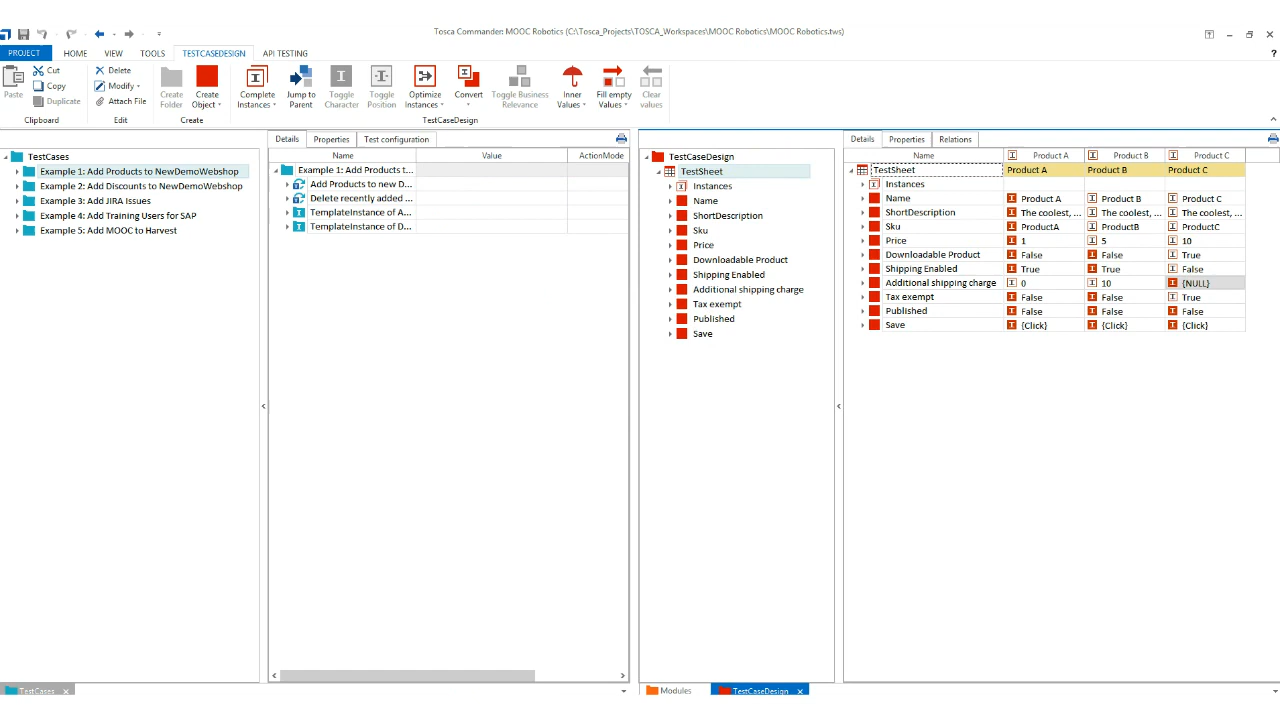 Tosca Commander: MOOC Robotics (C:\Tosca_Projects\TOSCA_Workspaces\MOOC Robotics\MOOC Robotics.tws)
PROJECT HOME VIEW TOOLS TESTCASEDESIGN API TESTING ?
Paste Cut Copy Duplicate
Clipboard
Delete Modify Attach File
Edit
Create Folder Create Object
Create
Complete Instances Jump to Parent Toggle Character Toggle Position Optimize Instances Convert Toggle Business Relevance Inner Values Fill empty Values Clear values
TestCaseDesign
TestCases
Example 1: Add Products to NewDemoWebshop
Example 2: Add Discounts to NewDemoWebshop
Example 3: Add JIRA Issues
Example 4: Add Training Users for SAP
Example 5: Add MOOC to Harvest
Details Properties Test configuration
Name Value ActionMode
Example 1: Add Products t...
Add Products to new D...
Delete recently added ...
TemplateInstance of A...
TemplateInstance of D...
TestCaseDesign
TestSheet
Instances
Name
ShortDescription
Sku
Price
Downloadable Product
Shipping Enabled
Additional shipping charge
Tax exempt
Published
Save
Details Properties Relations
Name Product A Product B Product C
TestSheet Product A Product B Product C
Instances
Name Product A Product B Product C
ShortDescription The coolest, ... The coolest, ... The coolest, ...
Sku ProductA ProductB ProductC
Price 1 5 10
Downloadable Product False False True
Shipping Enabled True True False
Additional shipping charge 0 10 {NULL}
Tax exempt False False True
Published False False False
Save {Click} {Click} {Click}
TestCases x
Modules TestCaseDesign x